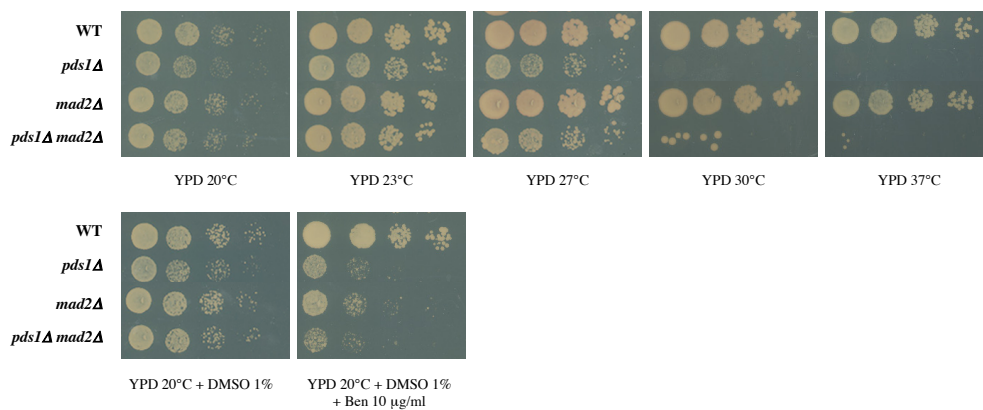 WT
pds1Δ
mad2Δ
pds1Δ mad2Δ
YPD 20°C
YPD 23°C
YPD 27°C
YPD 30°C
YPD 37°C
WT
pds1Δ
mad2Δ
pds1Δ mad2Δ
YPD 20°C + DMSO 1%
YPD 20°C + DMSO 1%
+ Ben 10 µg/ml